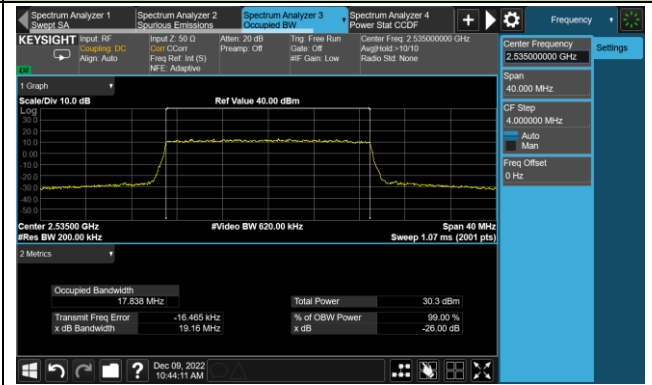 Spectrum Analyzer 1
Swept SA
Spectrum Analyzer 2
Spurious Emissions
Spectrum Analyzer 3
Occupied BW
Spectrum Analyzer 4
Power Stat CCDF
Frequency
KEYSIGHT
Input: RF
Coupling: DC
Align: Auto
Input Z: 50 Ω
Corr CCorr
Freq Ref: Int (S)
NFE: Adaptive
Atten: 20 dB
Preamp: Off
Trig: Free Run
Gate: Off
#IF Gain: Low
Center Freq: 2.535000000 GHz
Avg|Hold:>10/10
Radio Std: None
Center Frequency
2.535000000 GHz
Settings
Span
40.000 MHz
CF Step
4.000000 MHz
Auto
Man
Freq Offset
0 Hz
1 Graph
Scale/Div 10.0 dB
Ref Value 40.00 dBm
Log
30.0
20.0
10.0
0.00
-10.0
-20.0
-30.0
-40.0
-50.0
Center 2.53500 GHz
#Video BW 620.00 kHz
Span 40 MHz
#Res BW 200.00 kHz
Sweep 1.07 ms (2001 pts)
2 Metrics
Occupied Bandwidth
17.838 MHz
Total Power
30.3 dBm
Transmit Freq Error
-16.465 kHz
% of OBW Power
99.00 %
x dB Bandwidth
19.16 MHz
x dB
-26.00 dB
?
Dec 09, 2022
10:44:11 AM